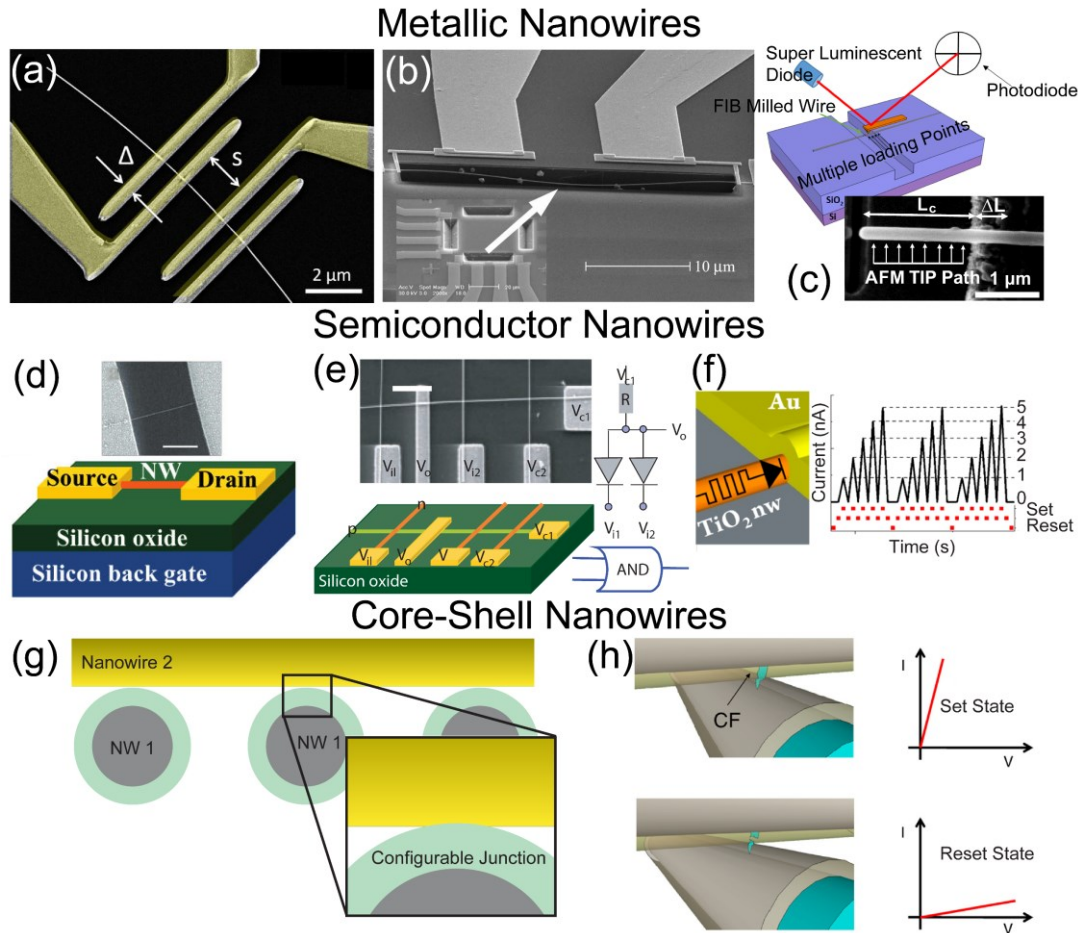 Metallic Nanowires
(a)
Δ
s
2 μm
(b)
10 μm
Super Luminescent
Diode
FIB Milled Wire
Photodiode
Multiple loading Points
SiO₂
Si
(c)
Lc
ΔL
AFM TIP Path
1 μm
Semiconductor Nanowires
(d)
Source
NW
Drain
Silicon oxide
Silicon back gate
(e)
Vc1
Vil
Vo
Vi2
Vc2
p
n
Vil
Vo
V
Vc2
Vc1
Silicon oxide
Vc1
R
Vo
Vi1
Vi2
AND
(f)
Au
TiO₂ nw
Current (nA)
5
4
3
2
1
0
Set
Reset
Time (s)
Core-Shell Nanowires
(g)
Nanowire 2
NW 1
NW 1
Configurable Junction
(h)
CF
I
Set State
V
I
Reset State
V